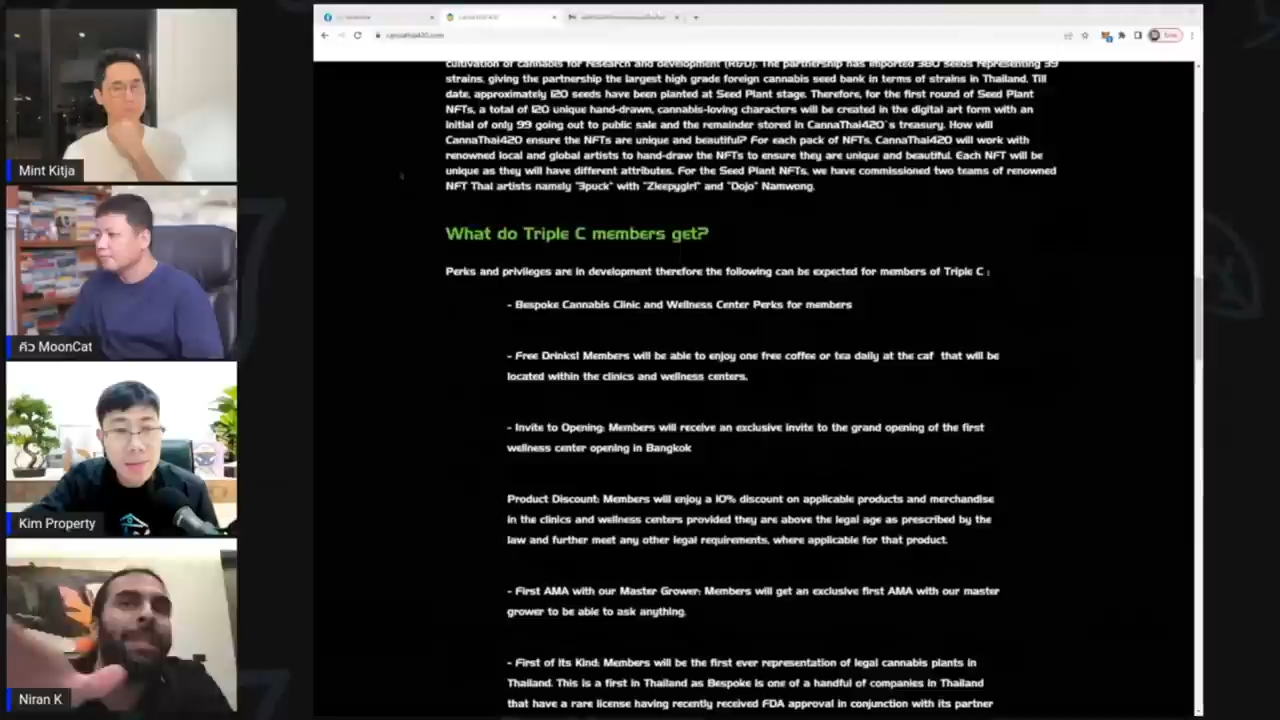 Mint Kitja
คิว MoonCat
Kim Property
Niran K
cannathai420.com
cultivation of cannabis for research and development (R&D). The partnership has imported 380 seeds representing 39
strains, giving the partnership the largest high grade foreign cannabis seed bank in terms of strains in Thailand. Till
date, approximately 120 seeds have been planted at Seed Plant stage. Therefore, for the first round of Seed Plant
NFTs, a total of 120 unique hand-drawn, cannabis-loving characters will be created in the digital art form with an
initial of only 99 going out to public sale and the remainder stored in CannaThai420`s treasury. How will
CannaThai420 ensure the NFTs are unique and beautiful? For each pack of NFTs, CannaThai420 will work with
renowned local and global artists to hand-draw the NFTs to ensure they are unique and beautiful. Each NFT will be
unique as they will have different attributes. For the Seed Plant NFTs, we have commissioned two teams of renowned
NFT Thai artists namely "3puck" with "Zleepygirl" and "Dojo" Namwong.
What do Triple C members get?
Perks and privileges are in development therefore the following can be expected for members of Triple C :
- Bespoke Cannabis Clinic and Wellness Center Perks for members
- Free Drinks! Members will be able to enjoy one free coffee or tea daily at the caf that will be
located within the clinics and wellness centers.
- Invite to Opening: Members will receive an exclusive invite to the grand opening of the first
wellness center opening in Bangkok
Product Discount: Members will enjoy a 10% discount on applicable products and merchandise
in the clinics and wellness centers provided they are above the legal age as prescribed by the
law and further meet any other legal requirements, where applicable for that product.
- First AMA with our Master Grower: Members will get an exclusive first AMA with our master
grower to be able to ask anything.
- First of Its Kind: Members will be the first ever representation of legal cannabis plants in
Thailand. This is a first in Thailand as Bespoke is one of a handful of companies in Thailand
that have a rare license having recently received FDA approval in conjunction with its partner